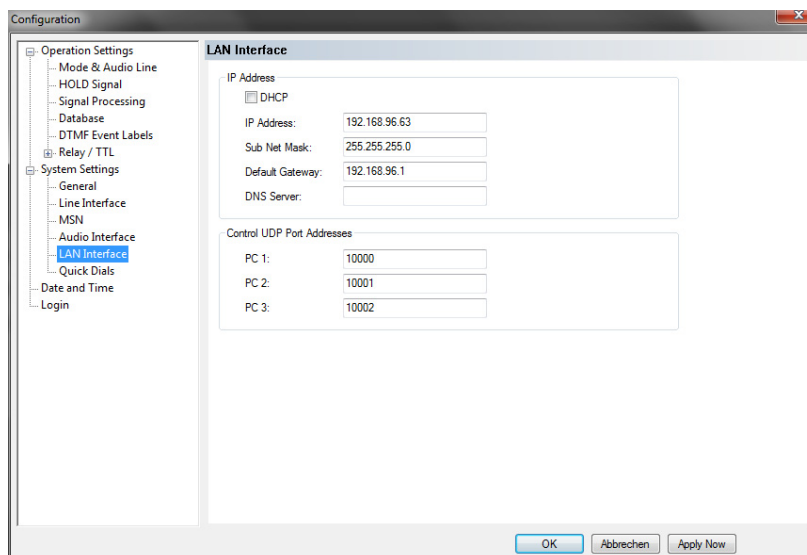 Configuration
Operation Settings
Mode & Audio Line
HOLD Signal
Signal Processing
Database
DTMF Event Labels
Relay / TTL
System Settings
General
Line Interface
MSN
Audio Interface
LAN Interface
Quick Dials
Date and Time
Login
LAN Interface
IP Address
DHCP
IP Address: 192.168.96.63
Sub Net Mask: 255.255.255.0
Default Gateway: 192.168.96.1
DNS Server:
Control UDP Port Addresses
PC 1: 10000
PC 2: 10001
PC 3: 10002
OK Abbrechen Apply Now